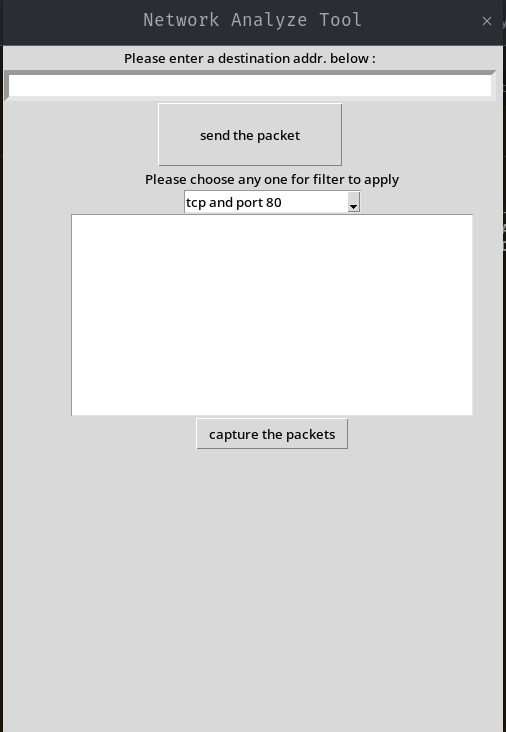 Network Analyze Tool
Please enter a destination addr. below :
send the packet
Please choose any one for filter to apply
tcp and port 80
capture the packets